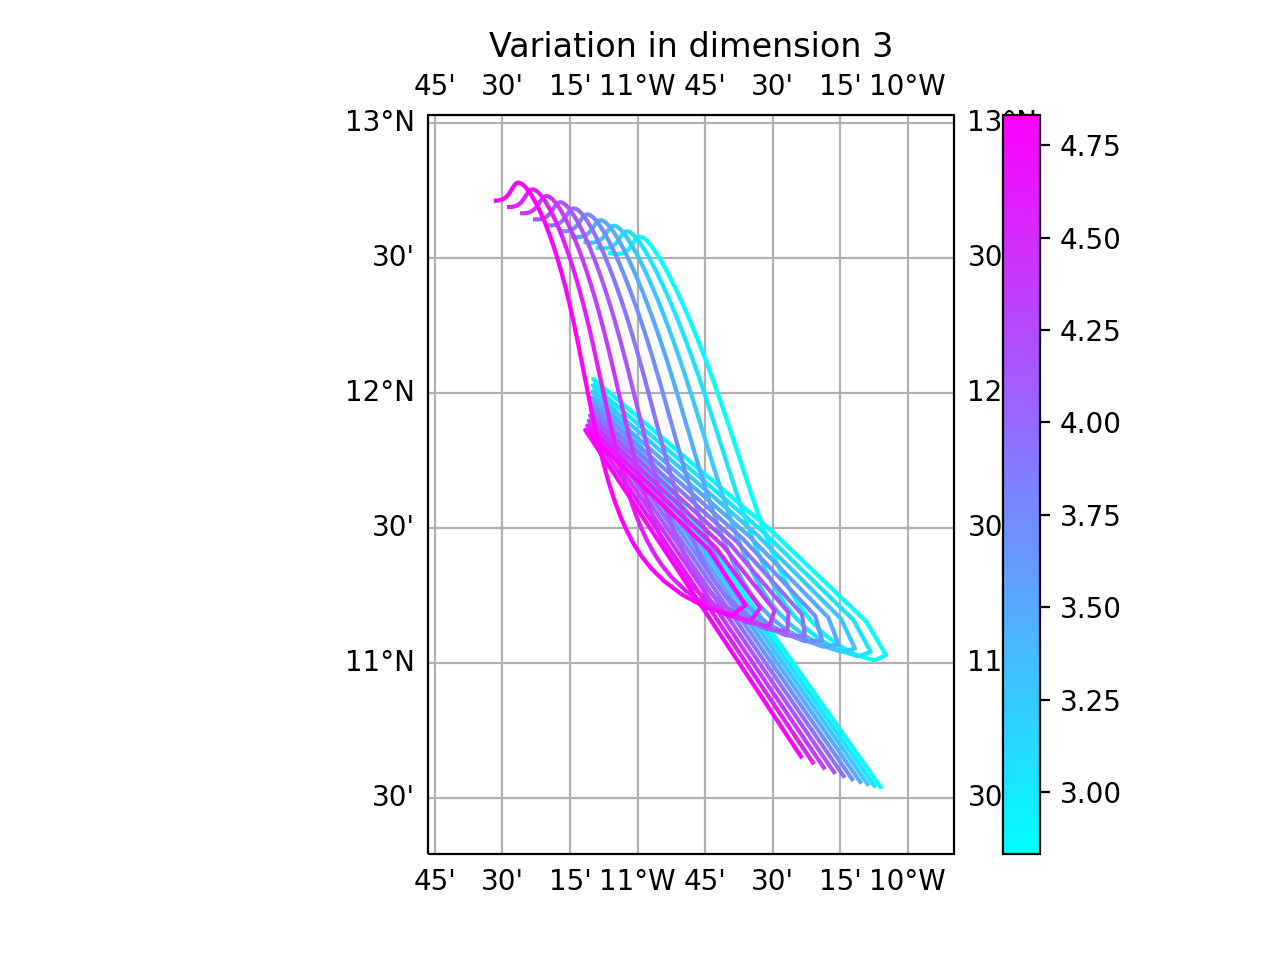 Variation in dimension 3
45' 30' 15' 11°W 45' 30' 15' 10°W
13°N 13°N
4.75
4.50
30' 30
4.25
12°N 12
4.00
3.75
30' 30
3.50
11°N 11
3.25
30' 30
3.00
45' 30' 15' 11°W 45' 30' 15' 10°W